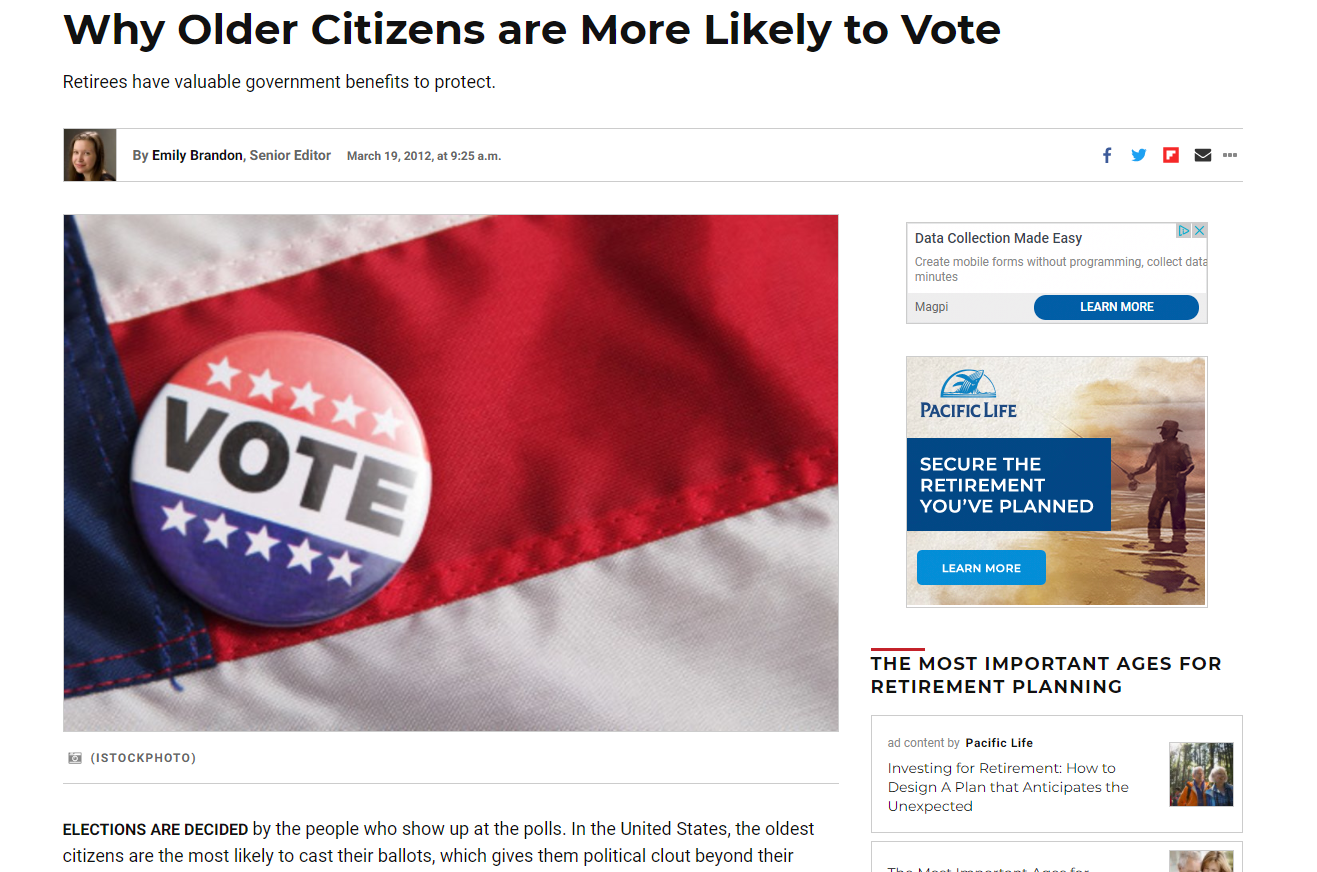 Why Older Citizens are More Likely to Vote
Retirees have valuable government benefits to protect.
By Emily Brandon, Senior Editor March 19, 2012, at 9:25 a.m.
VOTE
(ISTOCKPHOTO)
ELECTIONS ARE DECIDED by the people who show up at the polls. In the United States, the oldest
citizens are the most likely to cast their ballots, which gives them political clout beyond their
Data Collection Made Easy
Create mobile forms without programming, collect data
minutes
Magpi
LEARN MORE
PACIFIC LIFE
SECURE THE
RETIREMENT
YOU'VE PLANNED
LEARN MORE
THE MOST IMPORTANT AGES FOR
RETIREMENT PLANNING
ad content by Pacific Life
Investing for Retirement: How to
Design A Plan that Anticipates the
Unexpected
The Most Important Ages for